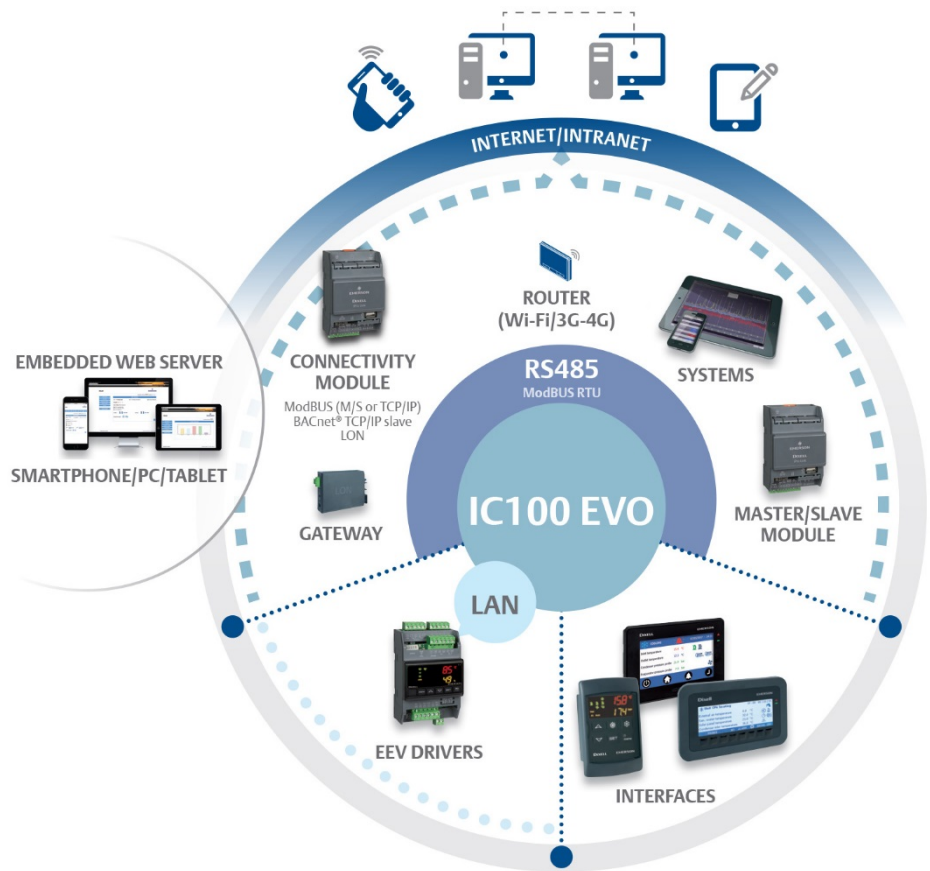 INTERNET/INTRANET
ROUTER
(Wi-Fi/3G-4G)
CONNECTIVITY
MODULE
ModBUS (M/S or TCP/IP)
BACnet® TCP/IP slave
LON
SYSTEMS
EMBEDDED WEB SERVER
SMARTPHONE/PC/TABLET
RS485
ModBUS RTU
GATEWAY
IC100 EVO
MASTER/SLAVE
MODULE
LAN
EEV DRIVERS
INTERFACES